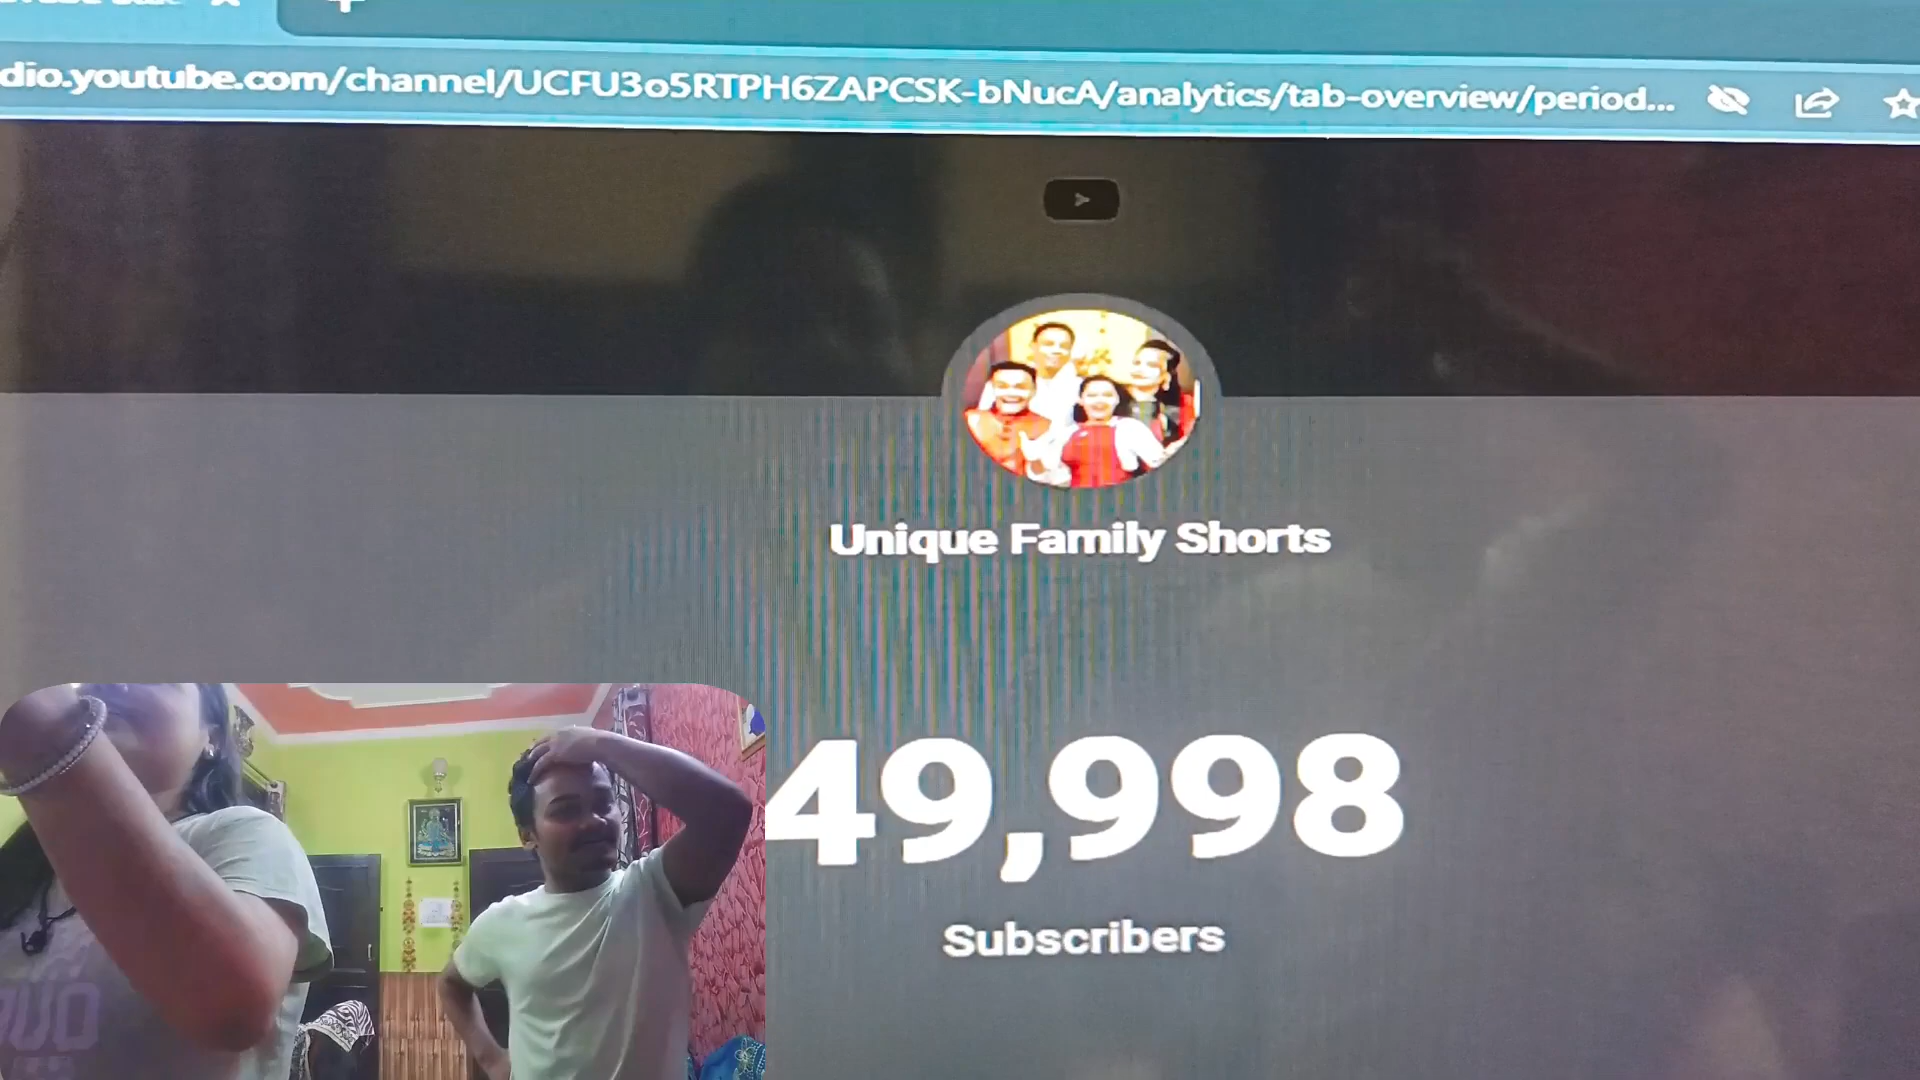 dio.youtube.com/channel/UCFU3o5RTPH6ZAPCSK-bNucA/analytics/tab-overview/period...
Unique Family Shorts
49,998
Subscribers